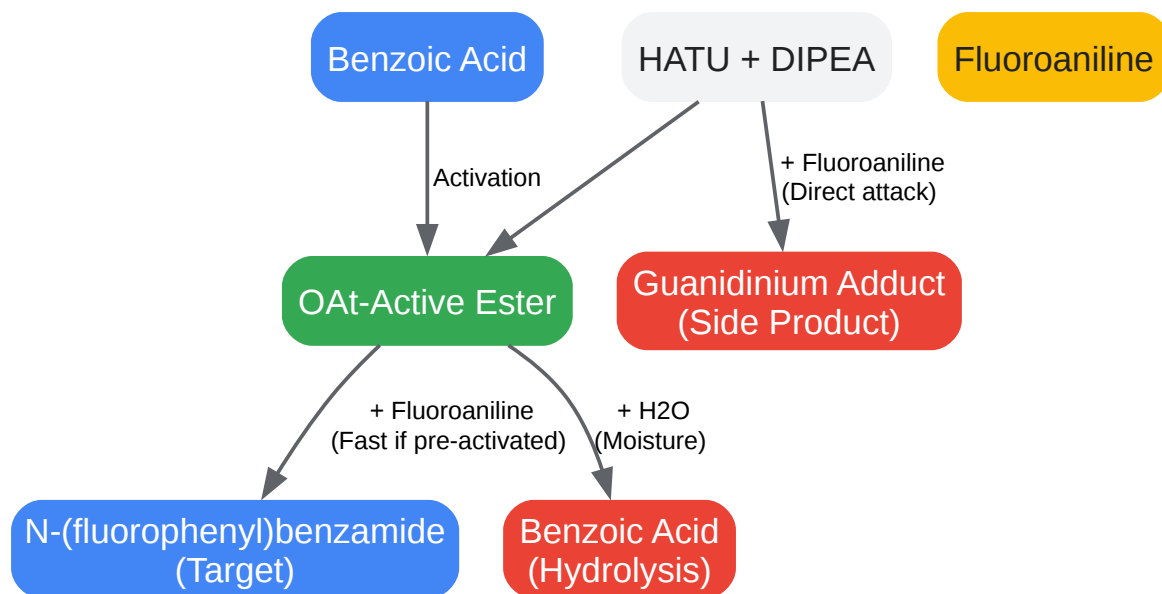 Benzoic Acid
HATU + DIPEA
Fluoroaniline
Activation
+ Fluoroaniline
(Direct attack)
OAt-Active Ester
Guanidinium Adduct
(Side Product)
+ Fluoroaniline
(Fast if pre-activated)
+ H2O
(Moisture)
N-(fluorophenyl)benzamide
(Target)
Benzoic Acid
(Hydrolysis)